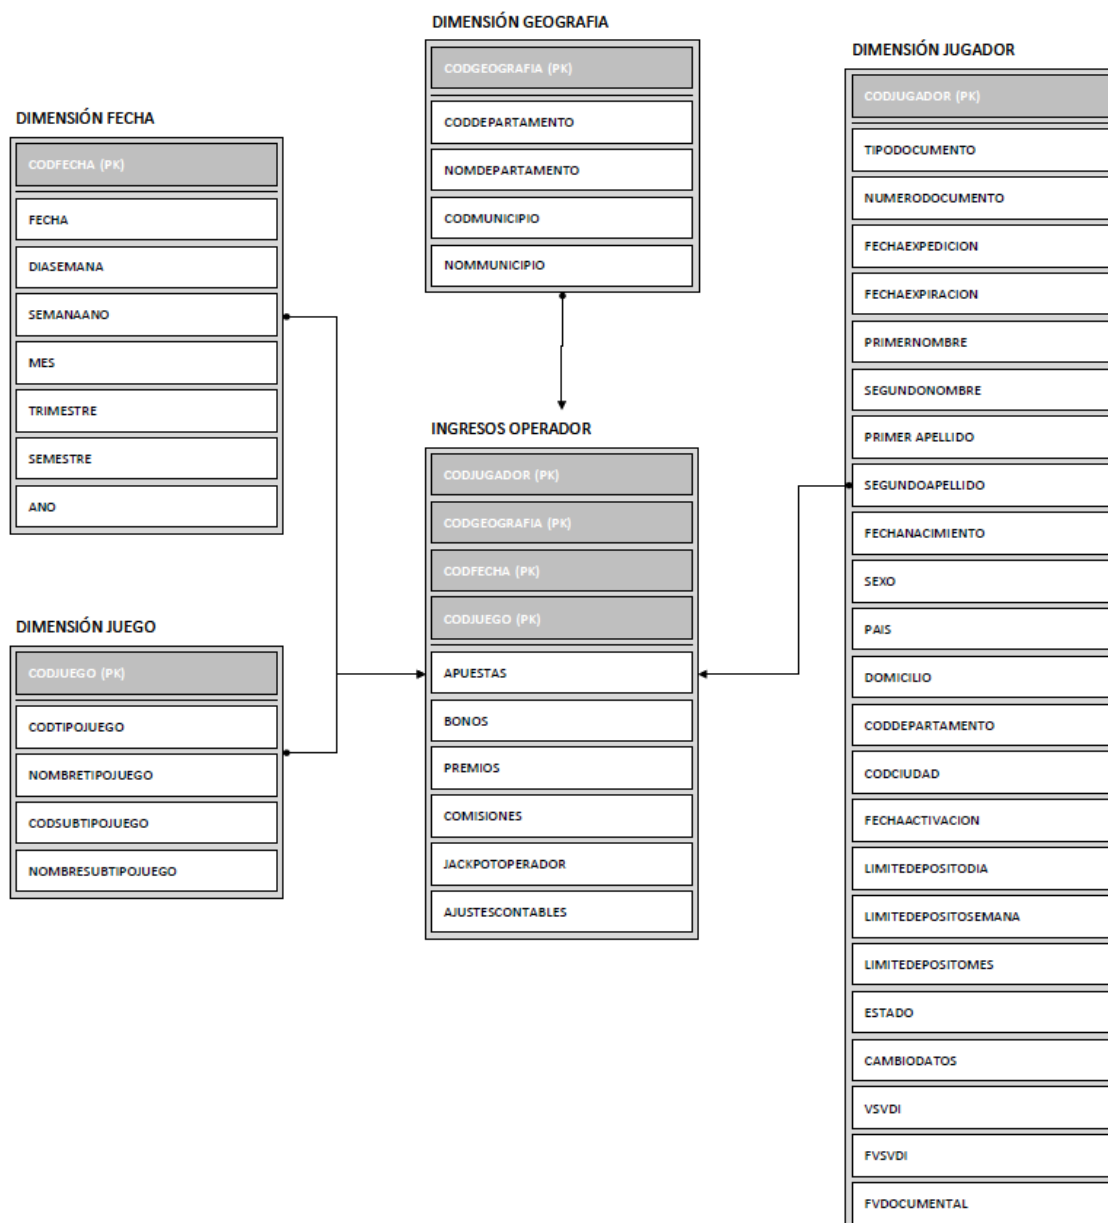 DIMENSIÓN GEOGRAFIA
CODGEOGRAFIA (PK)
CODDEPARTAMENTO
NOMDEPARTAMENTO
CODMUNICIPIO
NOMMUNICIPIO
DIMENSIÓN JUGADOR
CODJUGADOR (PK)
TIPODOCUMENTO
NUMERODOCUMENTO
FECHAEXPEDICION
FECHAEXPIRACION
PRIMERNOMBRE
SEGUNDONOMBRE
PRIMER APELLIDO
SEGUNDOAPELLIDO
FECHANACIMIENTO
SEXO
PAIS
DOMICILIO
CODDEPARTAMENTO
CODCIUDAD
FECHAACTIVACION
LIMITEDEPOSITODIA
LIMITEDEPOSITOSEMANA
LIMITEDEPOSITOMES
ESTADO
CAMBIODATOS
VSVDI
FVSVDI
FVDOCUMENTAL
DIMENSIÓN FECHA
CODFECHA (PK)
FECHA
DIASEMANA
SEMANAANO
MES
TRIMESTRE
SEMESTRE
ANO
INGRESOS OPERADOR
CODJUGADOR (PK)
CODGEOGRAFIA (PK)
CODFECHA (PK)
CODJUEGO (PK)
APUESTAS
BONOS
PREMIOS
COMISIONES
JACKPOTOPERADOR
AJUSTESCONTABLES
DIMENSIÓN JUEGO
CODJUEGO (PK)
CODTIPOJUEGO
NOMBRETIPOJUEGO
CODSUBTIPOJUEGO
NOMBRESUBTIPOJUEGO